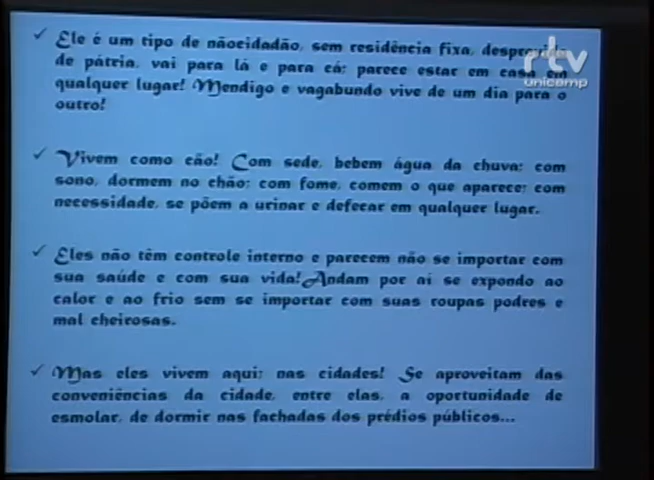 ✓ Ele é um tipo de nãocidadão, sem residência fixa,
de pátria, vai para lá e para cá; parece estar em casa em
qualquer lugar! Mendigo e vagabundo vive de um dia para o
outro!
✓ Vivem como cão! Com sede, bebem água da chuva; com
sono, dormem no chão; com fome, comem o que aparece; com
necessidade, se põem a urinar e defecar em qualquer lugar.
✓ Eles não têm controle interno e parecem não se importar com
sua saúde e com sua vida! Andam por aí se expondo ao
calor e ao frio sem se importar com suas roupas podres e
mal cheirosas.
✓ Mas eles vivem aqui; nas cidades! Se aproveitam das
conveniências da cidade, entre elas, a oportunidade de
esmolar, de dormir nas fachadas dos prédios públicos...
rtv
unicamp